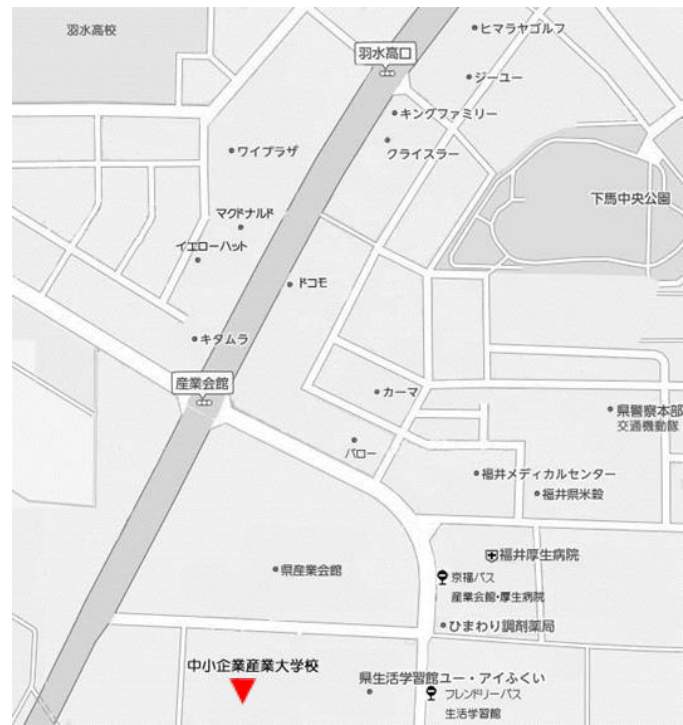 羽水高校
ヒマラヤゴルフ
羽水高口
ジーユー
キングファミリー
クライスラー
ワイプラザ
下馬中央公園
マクドナルド
イエローハット
ドコモ
キタムラ
産業会館
カーマ
県警察本部
交通機動隊
バロー
福井メディカルセンター
福井県米穀
福井厚生病院
県産業会館
京福バス
産業会館・厚生病院
ひまわり調剤薬局
中小企業産業大学校
県生活学習館ユー・アイふくい
フレンドリーバス
生活学習館